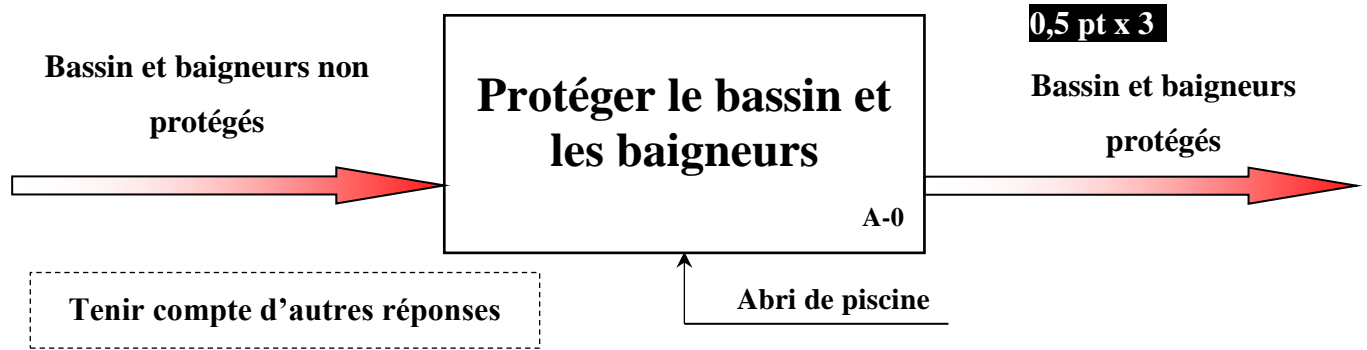 0,5 pt x 3
Bassin et baigneurs non
protégés
Protéger le bassin et
les baigneurs
A-0
Bassin et baigneurs
protégés
Tenir compte d’autres réponses
Abri de piscine